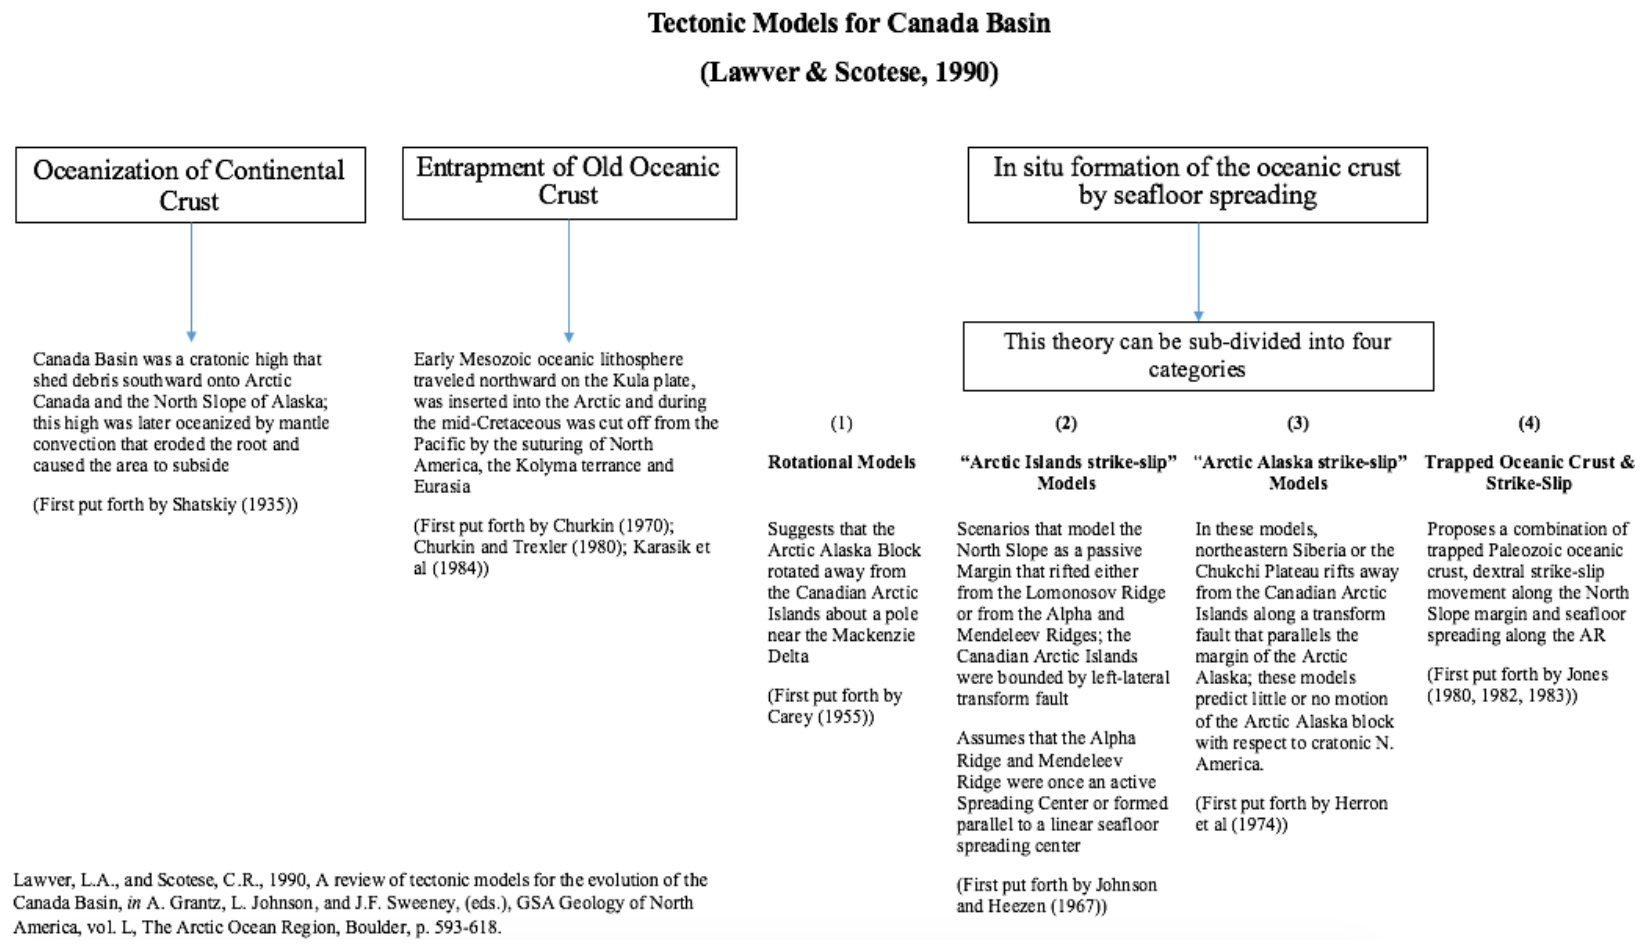 Tectonic Models for Canada Basin
(Lawver & Scotese, 1990)
Oceanization of Continental
Crust
Canada Basin was a cratonic high that
shed debris southward onto Arctic
Canada and the North Slope of Alaska;
this high was later oceanized by mantle
convection that eroded the root and
caused the area to subside
(First put forth by Shatskiy (1935))
Entrapment of Old Oceanic
Crust
Early Mesozoic oceanic lithosphere
traveled northward on the Kula plate,
was inserted into the Arctic and during
the mid-Cretaceous was cut off from the
Pacific by the suturing of North
America, the Kolyma terrance and
Eurasia
(First put forth by Churkin (1970);
Churkin and Trexler (1980); Karasik et
al (1984))
In situ formation of the oceanic crust
by seafloor spreading
This theory can be sub-divided into four
categories
(1)
Rotational Models
Suggests that the
Arctic Alaska Block
rotated away from
the Canadian Arctic
Islands about a pole
near the Mackenzie
Delta
(First put forth by
Carey (1955))
(2)
“Arctic Islands strike-slip”
Models
Scenarios that model the
North Slope as a passive
Margin that rifted either
from the Lomonosov Ridge
or from the Alpha and
Mendeleev Ridges; the
Canadian Arctic Islands
were bounded by left-lateral
transform fault
Assumes that the Alpha
Ridge and Mendeleev
Ridge were once an active
Spreading Center or formed
parallel to a linear seafloor
spreading center
(First put forth by Johnson
and Heezen (1967))
(3)
“Arctic Alaska strike-slip”
Models
In these models,
northeastern Siberia or the
Chukchi Plateau rifts away
from the Canadian Arctic
Islands along a transform
fault that parallels the
margin of the Arctic
Alaska; these models
predict little or no motion
of the Arctic Alaska block
with respect to cratonic N.
America.
(First put forth by Herron
et al (1974))
(4)
Trapped Oceanic Crust &
Strike-Slip
Proposes a combination of
trapped Paleozoic oceanic
crust, dextral strike-slip
movement along the North
Slope margin and seafloor
spreading along the AR
(First put forth by Jones
(1980, 1982, 1983))
Lawver, L.A., and Scotese, C.R., 1990, A review of tectonic models for the evolution of the
Canada Basin, in A. Grantz, L. Johnson, and J.F. Sweeney, (eds.), GSA Geology of North
America, vol. L, The Arctic Ocean Region, Boulder, p. 593-618.